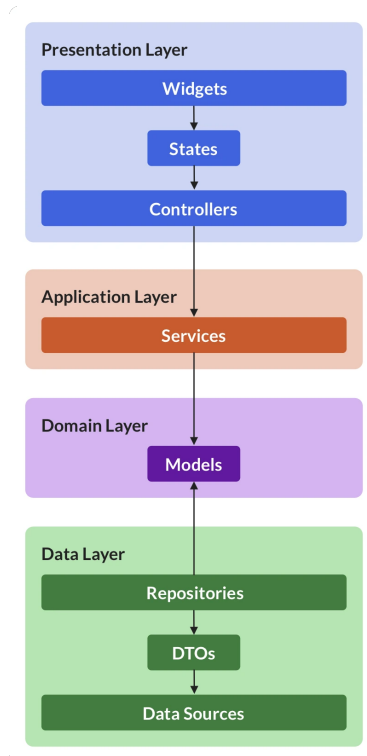 Presentation Layer
Widgets
States
Controllers
Application Layer
Services
Domain Layer
Models
Data Layer
Repositories
DTOs
Data Sources